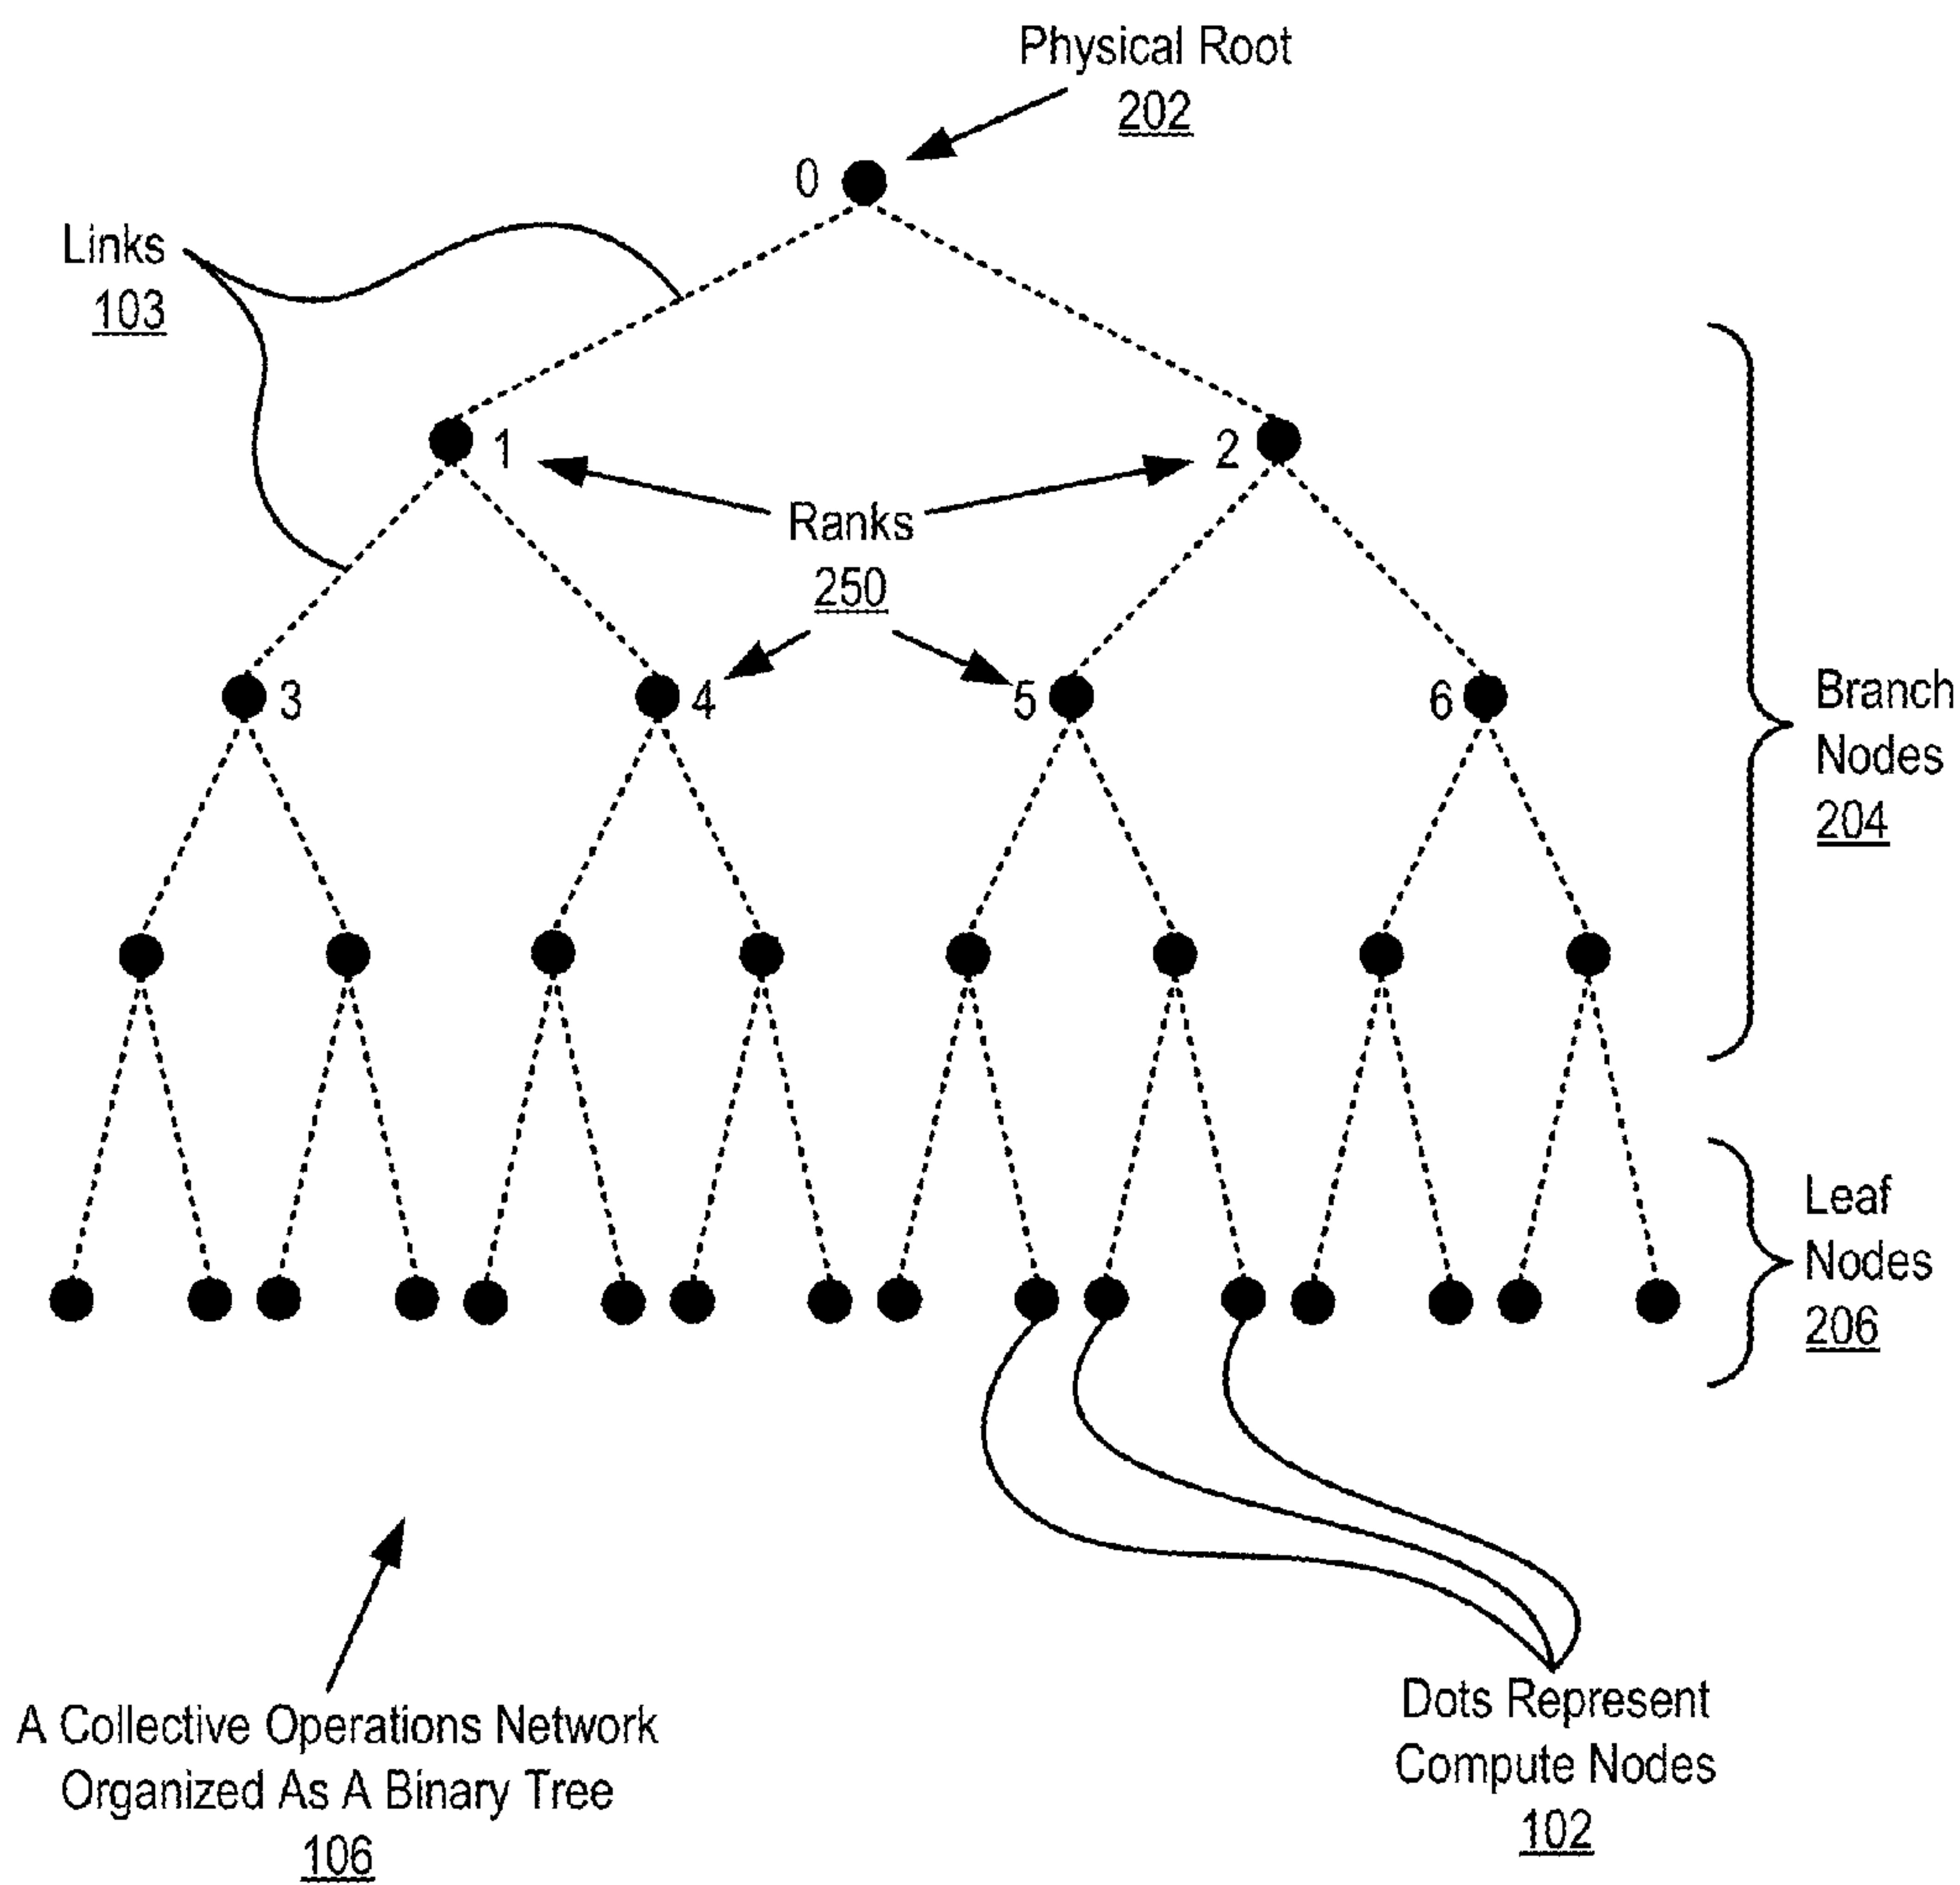 Physical Root
202
0
Links
103
1
2
Ranks
250
3
4
5
6
Branch
Nodes
204
Leaf
Nodes
206
A Collective Operations Network
Organized As A Binary Tree
106
Dots Represent
Compute Nodes
102